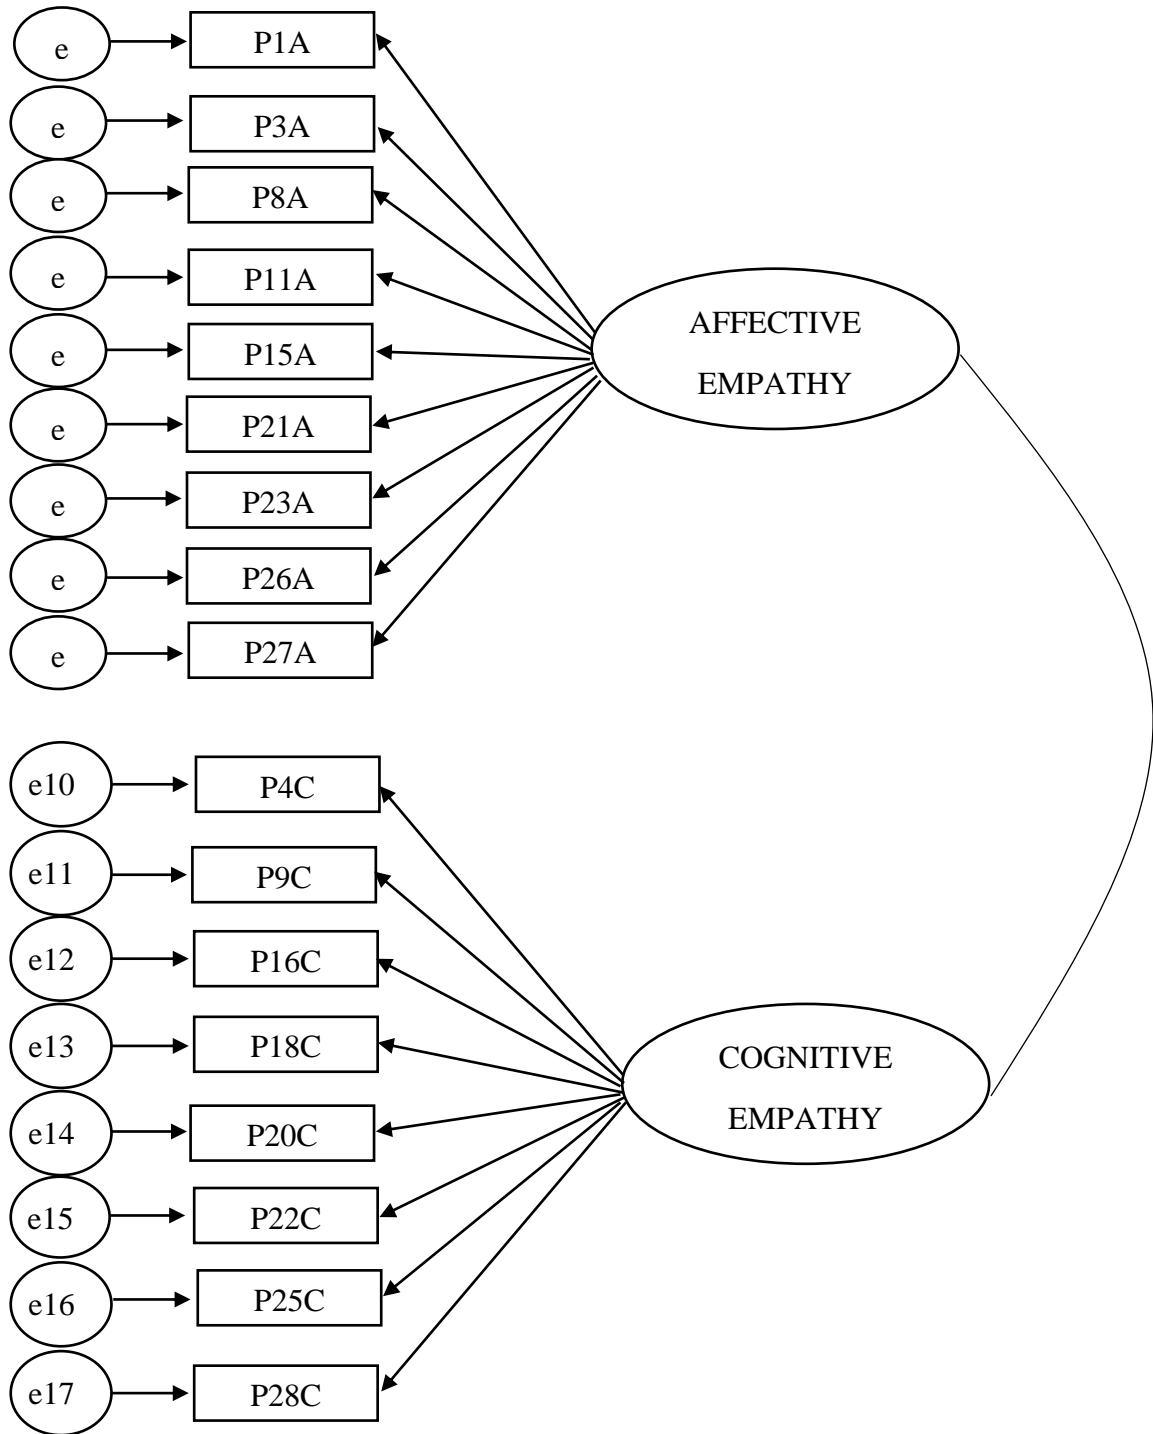 e P1A
e P3A
e P8A
e P11A
AFFECTIVE
EMPATHY
e P15A
e P21A
e P23A
e P26A
e P27A
e10 P4C
e11 P9C
e12 P16C
e13 P18C
COGNITIVE
EMPATHY
e14 P20C
e15 P22C
e16 P25C
e17 P28C